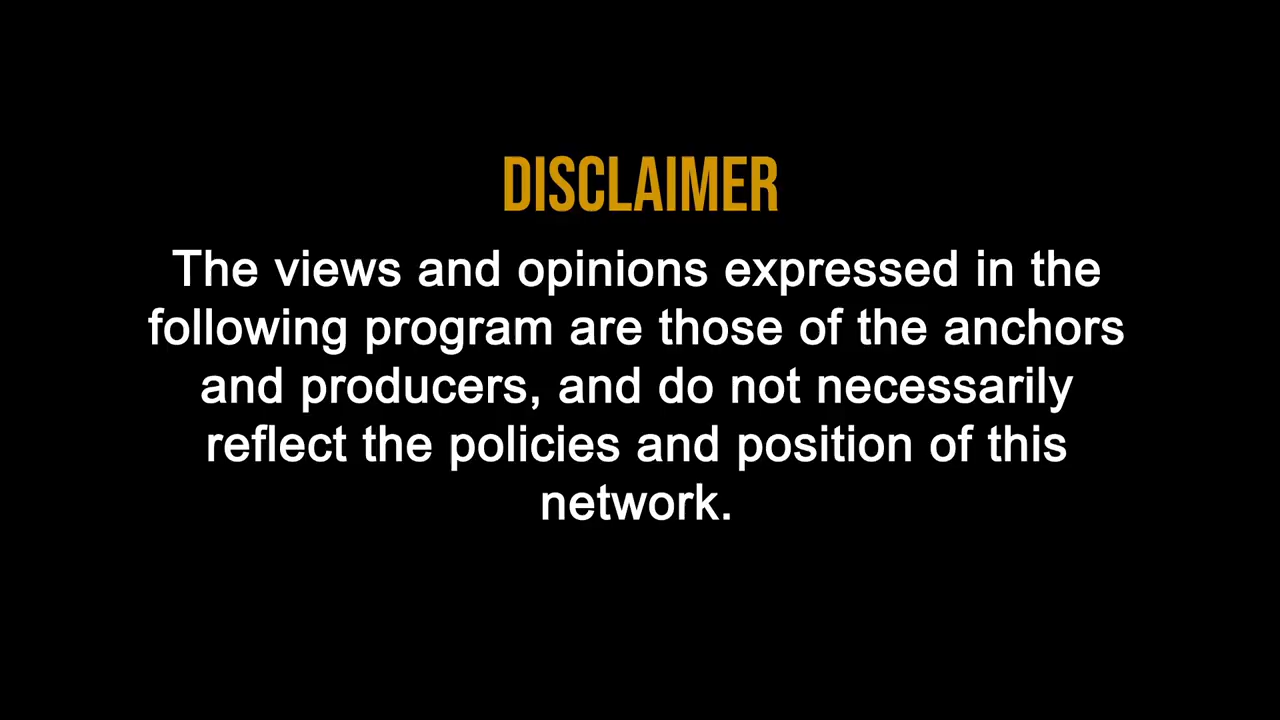 DISCLAIMER
The views and opinions expressed in the
following program are those of the anchors
and producers, and do not necessarily
reflect the policies and position of this
network.